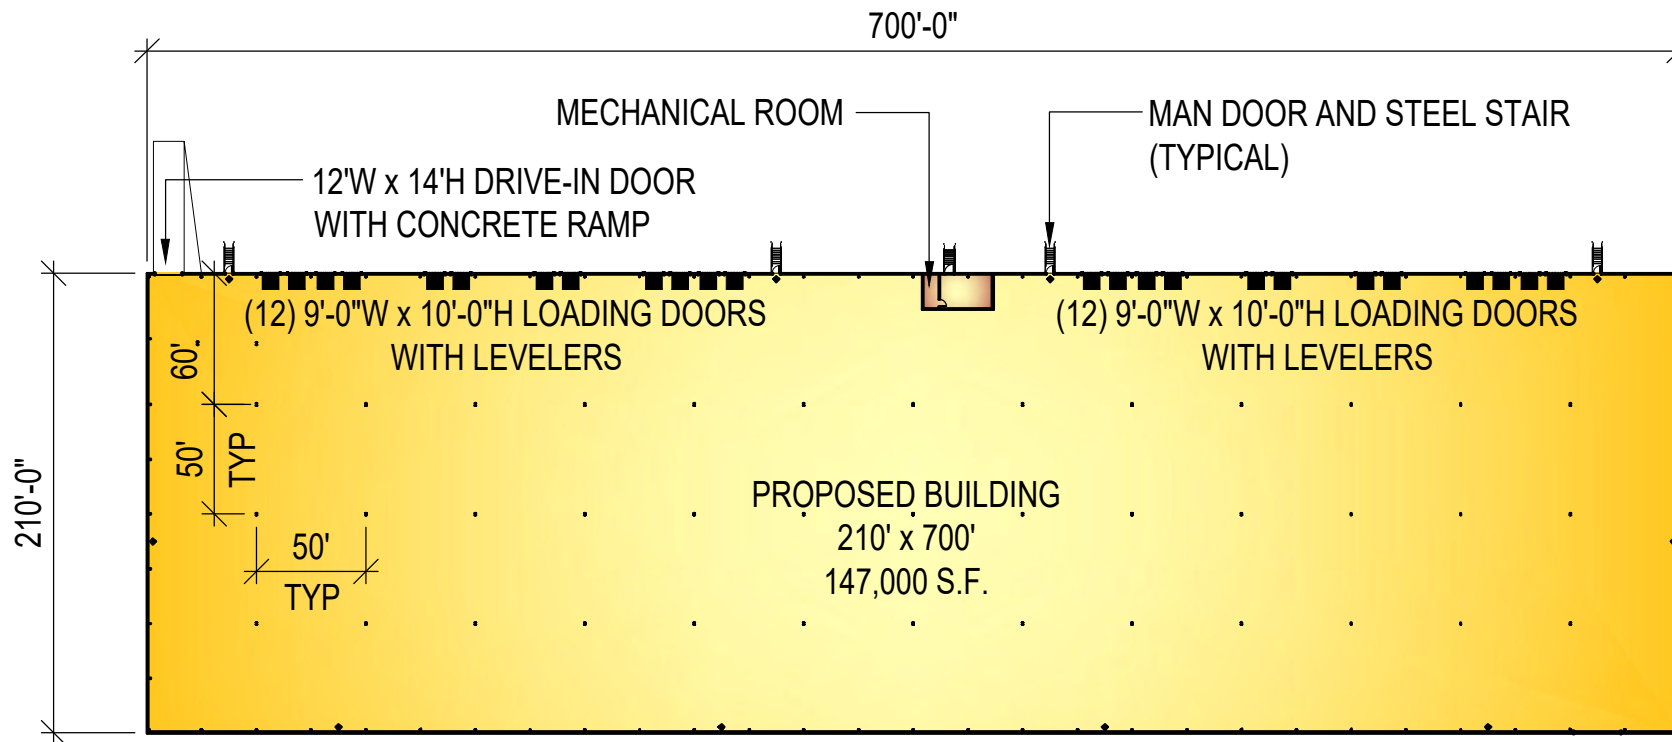 700'-0"
MECHANICAL ROOM
MAN DOOR AND STEEL STAIR
(TYPICAL)
12'W x 14'H DRIVE-IN DOOR
WITH CONCRETE RAMP
(12) 9'-0"W x 10'-0"H LOADING DOORS
WITH LEVELERS
(12) 9'-0"W x 10'-0"H LOADING DOORS
WITH LEVELERS
60'
50'
TYP
210'-0"
50'
TYP
PROPOSED BUILDING
210' x 700'
147,000 S.F.